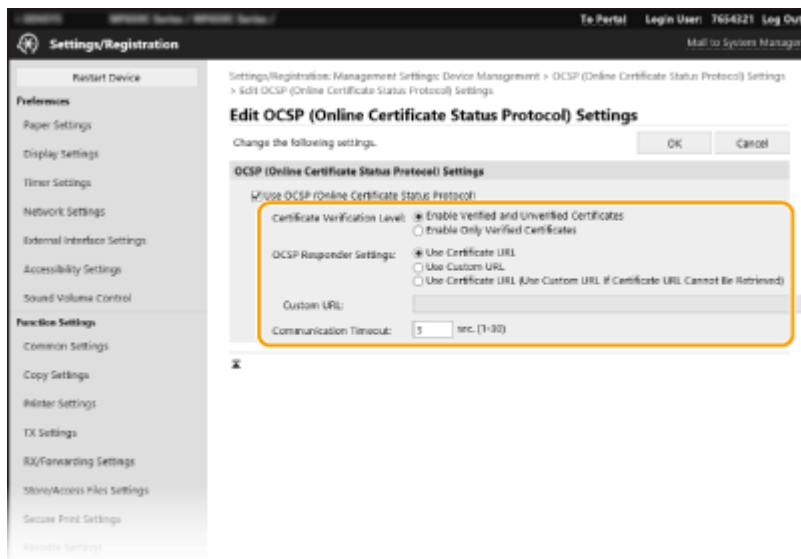 To Portal Login User: 7654321 Log Out
Settings/Registration
Mail to System Manager
Restart Device
Preferences
Paper Settings
Display Settings
Timer Settings
Network Settings
External Interface Settings
Accessibility Settings
Sound Volume Control
Function Settings
Common Settings
Copy Settings
Printer Settings
TX Settings
RX/Forwarding Settings
Store/Access Files Settings
Secure Print Settings
Settings/Registration: Management Settings: Device Management > OCSP (Online Certificate Status Protocol) Settings
> Edit OCSP (Online Certificate Status Protocol) Settings
Edit OCSP (Online Certificate Status Protocol) Settings
Change the following settings.
OK Cancel
OCSP (Online Certificate Status Protocol) Settings
Use OCSP (Online Certificate Status Protocol)
Certificate Verification Level: Enable Verified and Unverified Certificates
Enable Only Verified Certificates
OCSP Responder Settings: Use Certificate URL
Use Custom URL
Use Certificate URL (Use Custom URL If Certificate URL Cannot Be Retrieved)
Custom URL:
Communication Timeout: 3 sec. (1-30)